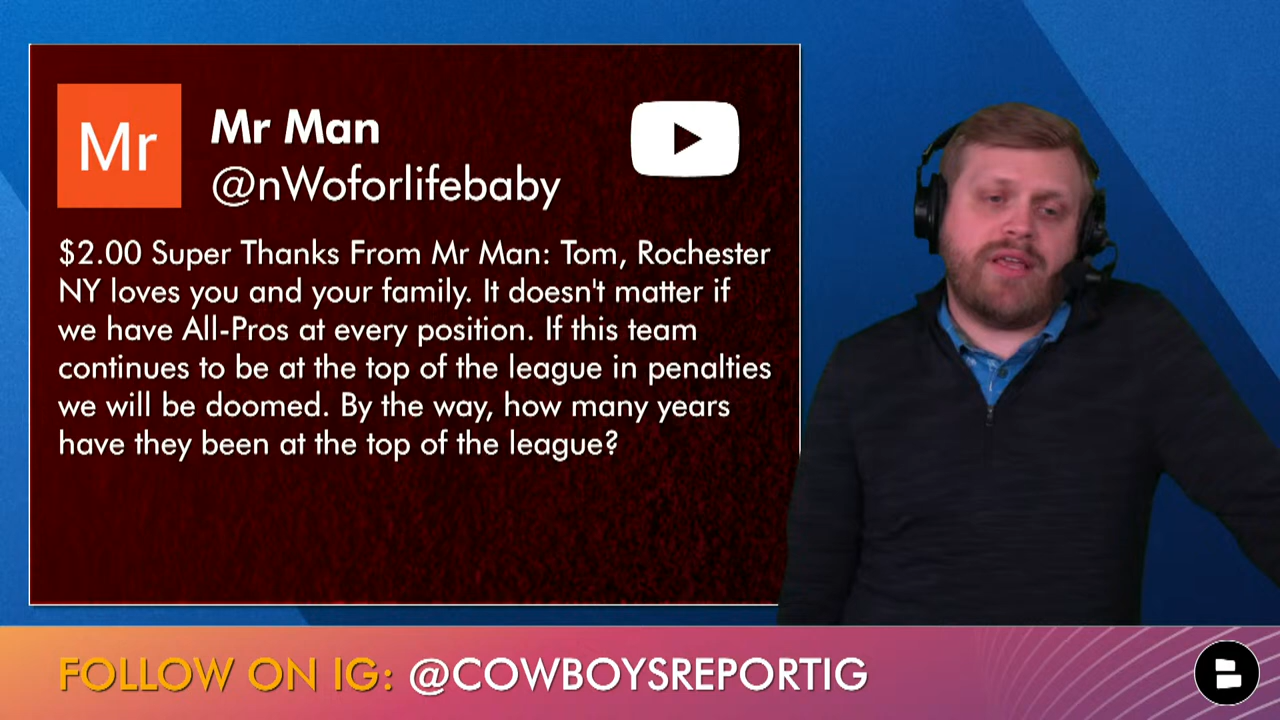 Mr
Mr Man
@nWoforlifebaby
$2.00 Super Thanks From Mr Man: Tom, Rochester
NY loves you and your family. It doesn't matter if
we have All-Pros at every position. If this team
continues to be at the top of the league in penalties
we will be doomed. By the way, how many years
have they been at the top of the league?
FOLLOW ON IG: @COWBOYSREPORTIG